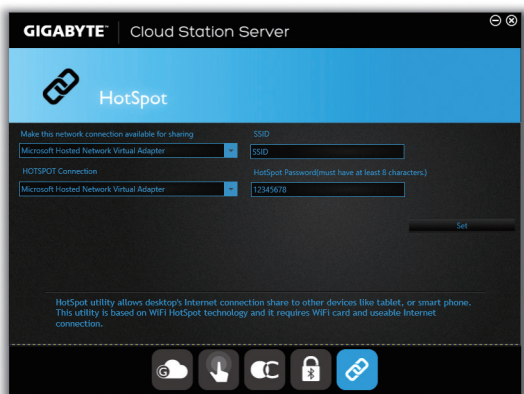 GIGABYTE™ Cloud Station Server
HotSpot
Make this network connection available for sharing
Microsoft Hosted Network Virtual Adapter
SSID
SSID
HOTSPOT Connection
Microsoft Hosted Network Virtual Adapter
HotSpot Password(must have at least 8 characters.)
12345678
Set
HotSpot utility allows desktop's Internet connection share to other devices like tablet, or smart phone.
This utility is based on WiFi HotSpot technology and it requires WiFi card and useable Internet
connection.
G